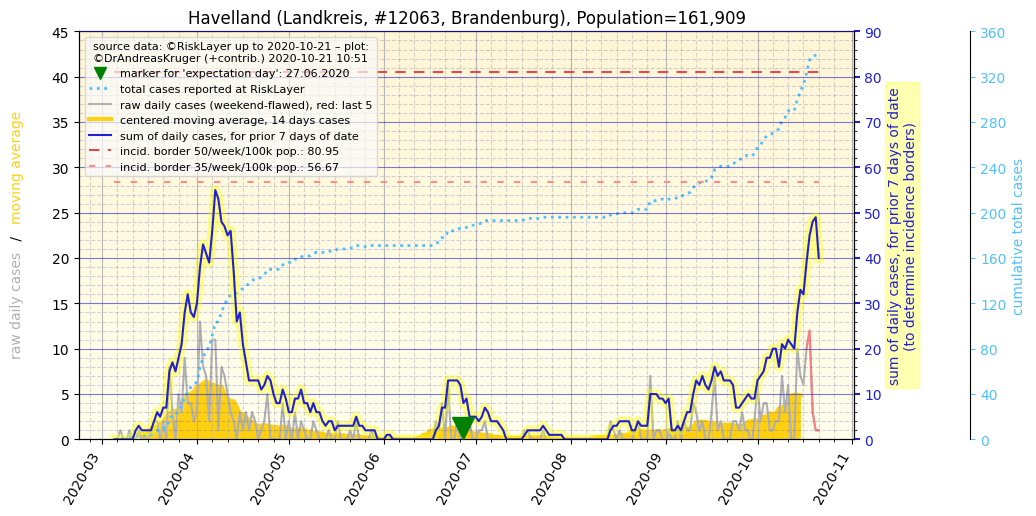 Havelland (Landkreis, #12063, Brandenburg), Population=161,909
source data: ©RiskLayer up to 2020-10-21 – plot:
©DrAndreasKruger (+contrib.) 2020-10-21 10:51
marker for 'expectation day': 27.06.2020
total cases reported at RiskLayer
raw daily cases (weekend-flawed), red: last 5
centered moving average, 14 days cases
sum of daily cases, for prior 7 days of date
incid. border 50/week/100k pop.: 80.95
incid. border 35/week/100k pop.: 56.67
raw daily cases / moving average
45
40
35
30
25
20
15
10
5
0
2020-03
2020-04
2020-05
2020-06
2020-07
2020-08
2020-09
2020-10
2020-11
90
80
70
60
50
40
30
20
10
0
sum of daily cases, for prior 7 days of date
(to determine incidence borders)
360
320
280
240
200
160
120
80
40
0
cumulative total cases